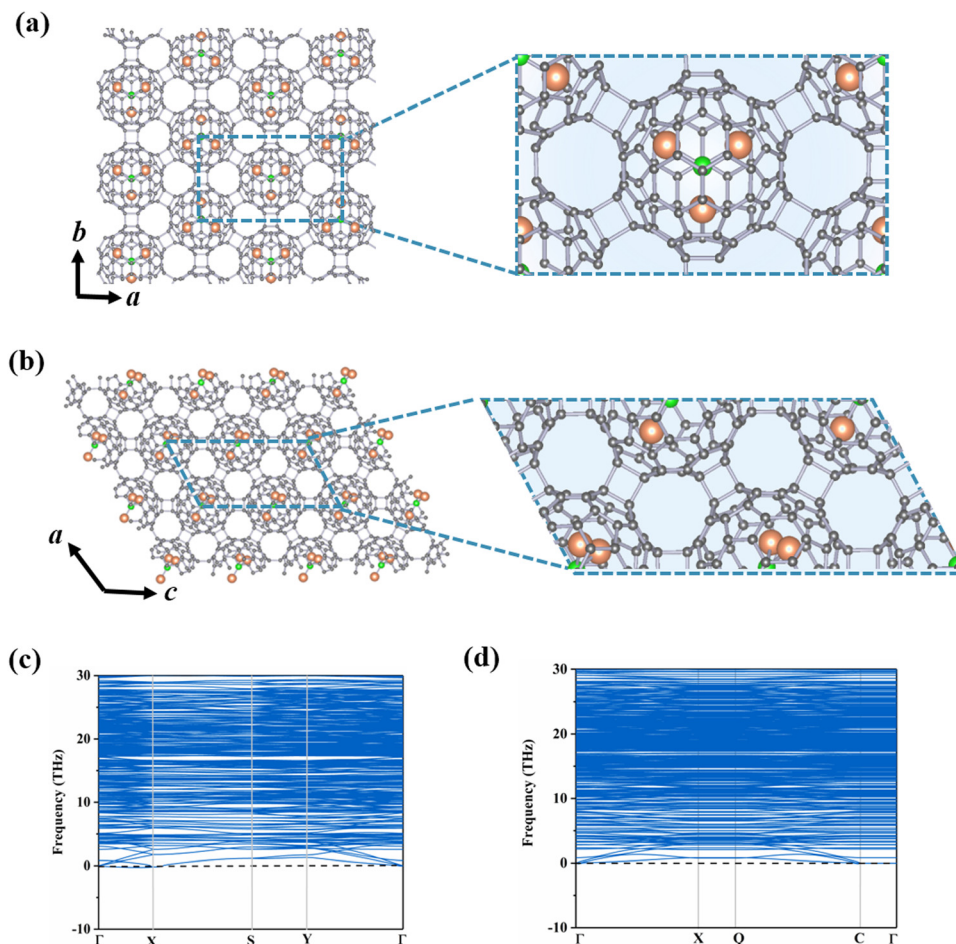 (a)
b
a
(b)
a
c
(c)
(d)
30
20
10
0
-10
Frequency (THz)
Γ X S Y Γ
30
20
10
0
-10
Frequency (THz)
Γ X Q C Γ